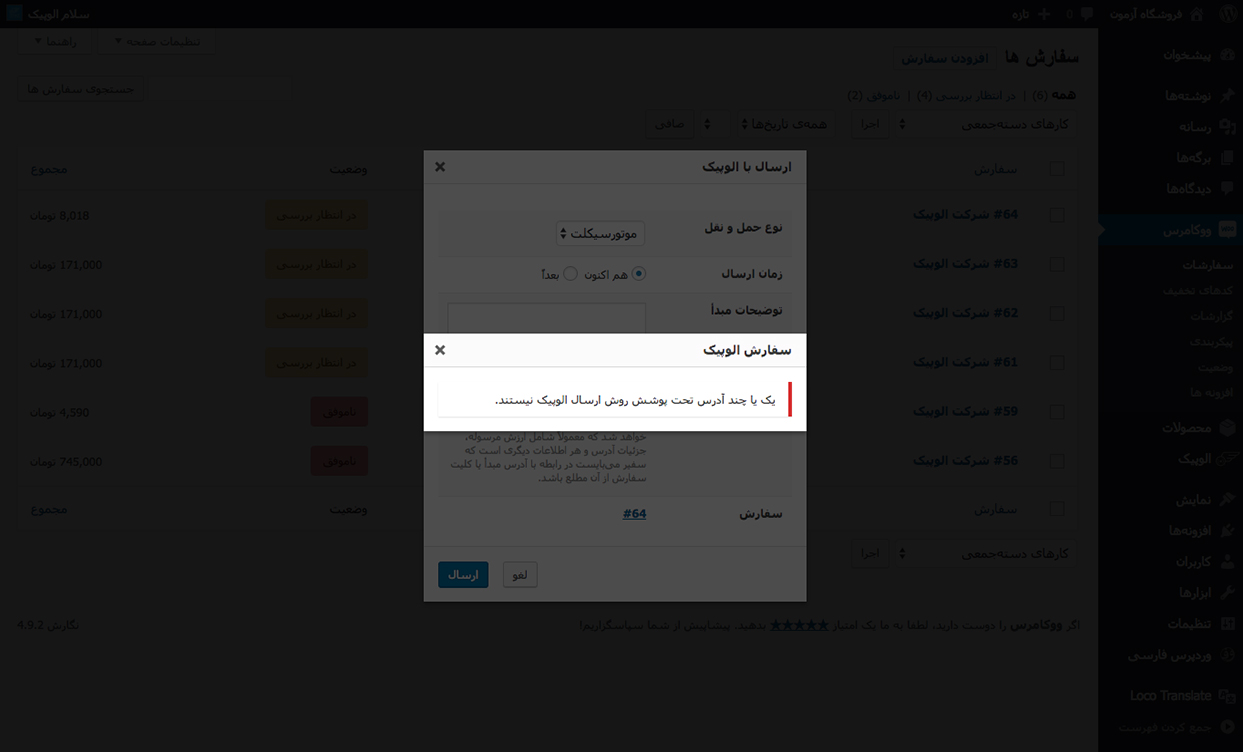 فروشگاه آزمون
0
تازه
سلام الوپیک
پیشخوان
نوشته‌ها
رسانه
برگه‌ها
دیدگاه‌ها
ووکامرس
سفارشات
کدهای تخفیف
گزارشات
پیکربندی
وضعیت
افزونه ها
محصولات
الوپیک
نمایش
افزونه‌ها
کاربران
ابزارها
تنظیمات
وردپرس فارسی
Loco Translate
جمع کردن فهرست
تنظیمات صفحه
راهنما
سفارش ها
افزودن سفارش
همه (6) | در انتظار بررسی (4) | ناموفق (2)
جستجوی سفارش ها
کارهای دسته‌جمعی
اجرا
همه‌ی تاریخ‌ها
صافی
سفارش
وضعیت
مجموع
#64 شرکت الوپیک
در انتظار بررسی
8,018 تومان
#63 شرکت الوپیک
در انتظار بررسی
171,000 تومان
#62 شرکت الوپیک
در انتظار بررسی
171,000 تومان
#61 شرکت الوپیک
در انتظار بررسی
171,000 تومان
#59 شرکت الوپیک
ناموفق
4,590 تومان
#56 شرکت الوپیک
ناموفق
745,000 تومان
سفارش
وضعیت
مجموع
کارهای دسته‌جمعی
اجرا
ارسال با الوپیک
نوع حمل و نقل
موتورسیکلت
زمان ارسال
هم اکنون
بعداً
توضیحات مبدأ
سفارش الوپیک
یک یا چند آدرس تحت پوشش روش ارسال الوپیک نیستند.
خواهد شد که معمولاً شامل ارزش مرسوله،
جزئیات آدرس و هر اطلاعات دیگری است که
سفیر می‌بایست در رابطه با آدرس مبدأ یا کلیت
سفارش از آن مطلع باشد.
سفارش
#64
لغو
ارسال
اگر ووکامرس را دوست دارید، لطفا به ما یک امتیاز ★★★★★ بدهید. پیشاپیش از شما سپاسگزاریم!
نگارش 4.9.2